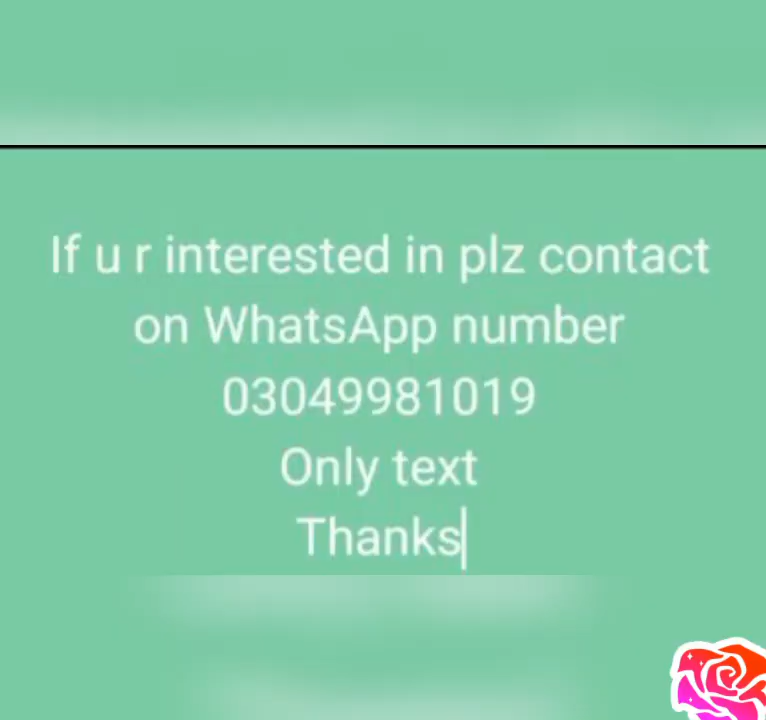 If u r interested in plz contact
on WhatsApp number
03049981019
Only text
Thanks